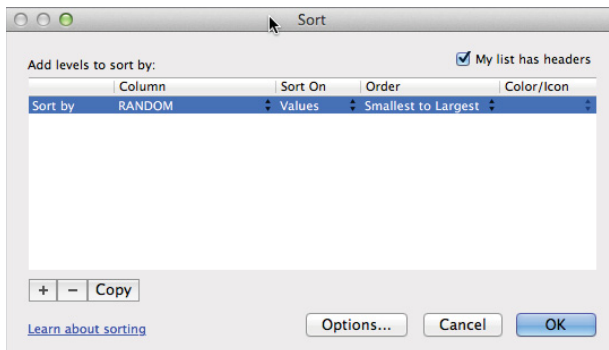 Sort
Add levels to sort by:
My list has headers
Column Sort On Order Color/Icon
Sort by RANDOM Values Smallest to Largest
+ − Copy
Learn about sorting Options... Cancel OK